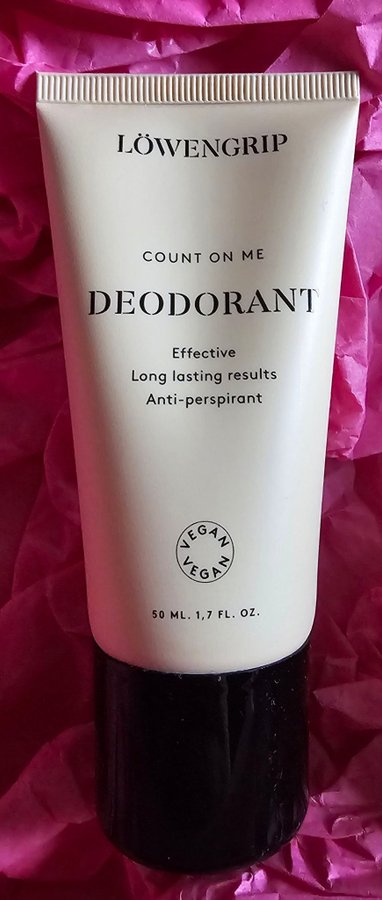 LÖWENGRIP
COUNT ON ME
DEODORANT
Effective
Long lasting results
Anti-perspirant
VEGAN
VEGAN
50 ML. 1,7 FL. OZ.